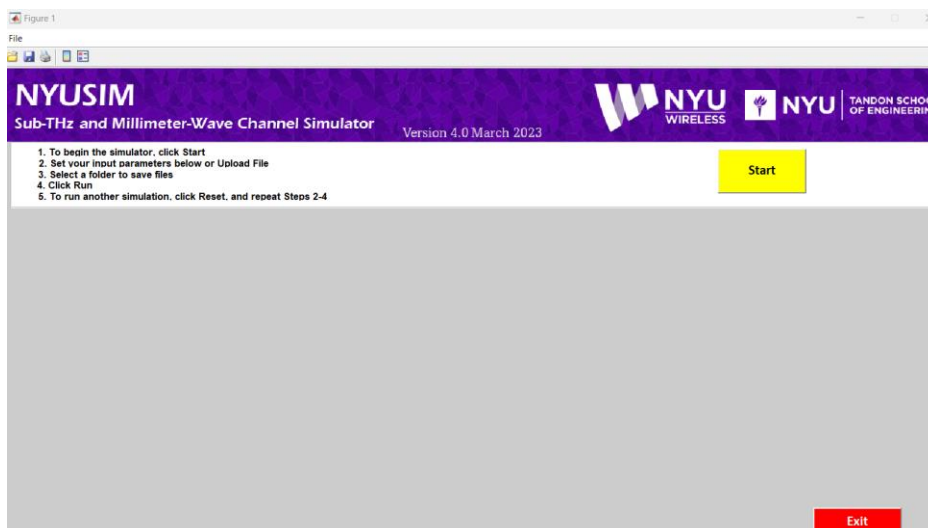 Figure 1
File
NYUSIM
Sub-THz and Millimeter-Wave Channel Simulator
Version 4.0 March 2023
NYU
WIRELESS
NYU
TANDON SCHOO
OF ENGINEERIN
1. To begin the simulator, click Start
2. Set your input parameters below or Upload File
3. Select a folder to save files
4. Click Run
5. To run another simulation, click Reset, and repeat Steps 2-4
Start
Exit